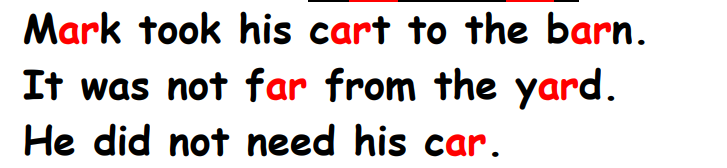 Mark took his cart to the barn.
It was not far from the yard.
He did not need his car.